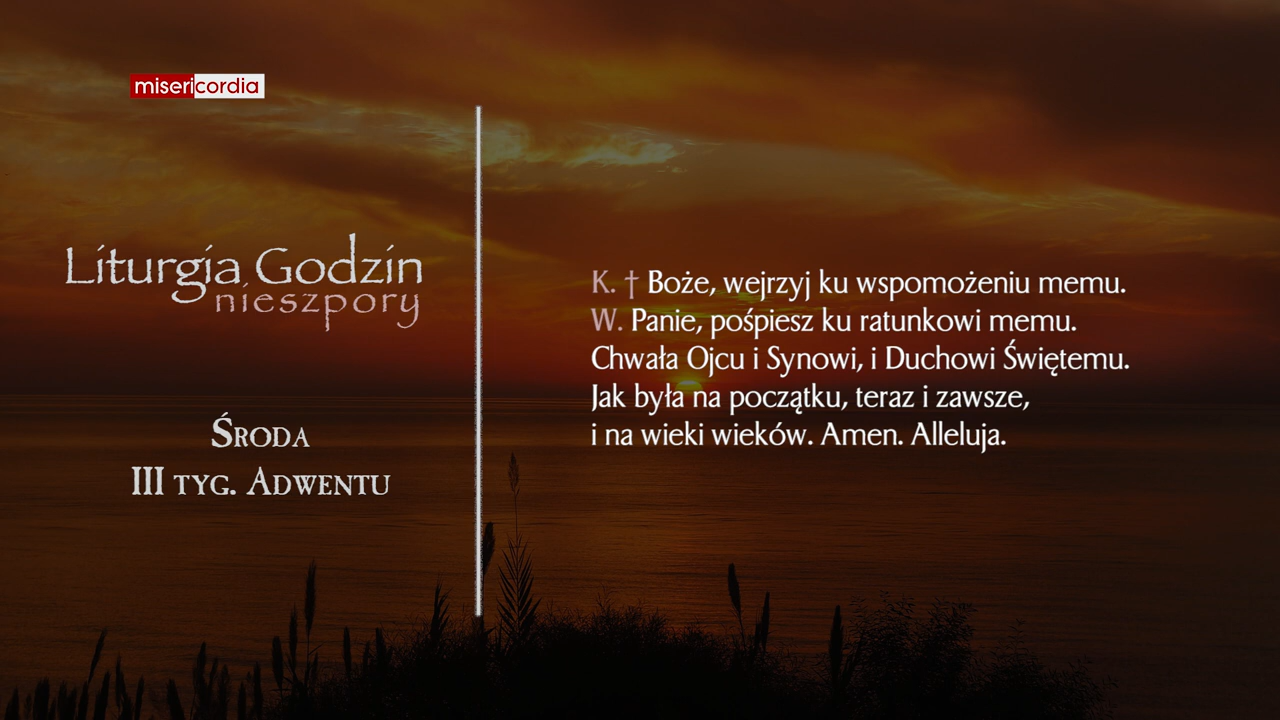 misericordia
Liturgia Godzin
nieszpory
Środa
III tyg. Adwentu
K. † Boże, wejrzyj ku wspomożeniu memu.
W. Panie, pośpiesz ku ratunkowi memu.
Chwała Ojcu i Synowi, i Duchowi Świętemu.
Jak była na początku, teraz i zawsze,
i na wieki wieków. Amen. Alleluja.